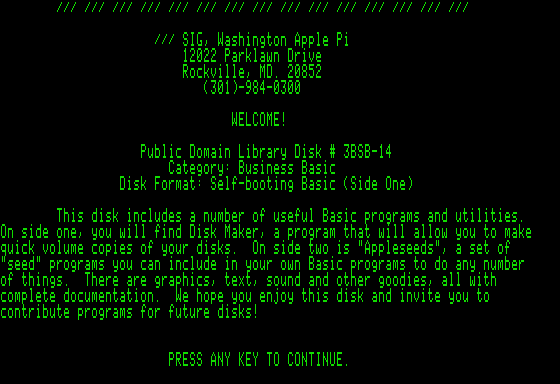 /// /// /// /// /// /// /// /// /// /// /// /// /// /// ///
/// SIG, Washington Apple Pi
12022 Parklawn Drive
Rockville, MD. 20852
(301)-984-0300
WELCOME!
Public Domain Library Disk # 3BSB-14
Category: Business Basic
Disk Format: Self-booting Basic (Side One)
This disk includes a number of useful Basic programs and utilities.
On side one, you will find Disk Maker, a program that will allow you to make
quick volume copies of your disks.  On side two is "Appleseeds", a set of
"seed" programs you can include in your own Basic programs to do any number
of things.  There are graphics, text, sound and other goodies, all with
complete documentation.  We hope you enjoy this disk and invite you to
contribute programs for future disks!
PRESS ANY KEY TO CONTINUE.